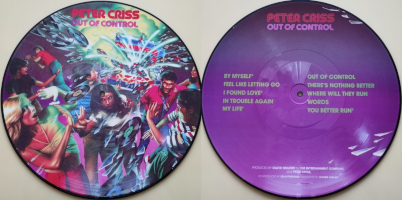 PETER CRISS
OUT OF CONTROL
PETER CRISS
OUT OF CONTROL
BY MYSELF
FEEL LIKE LETTING GO
I FOUND LOVE
IN TROUBLE AGAIN
MY LIFE
OUT OF CONTROL
THERE'S NOTHING BETTER
WHERE WILL THEY RUN
WORDS
YOU BETTER RUN